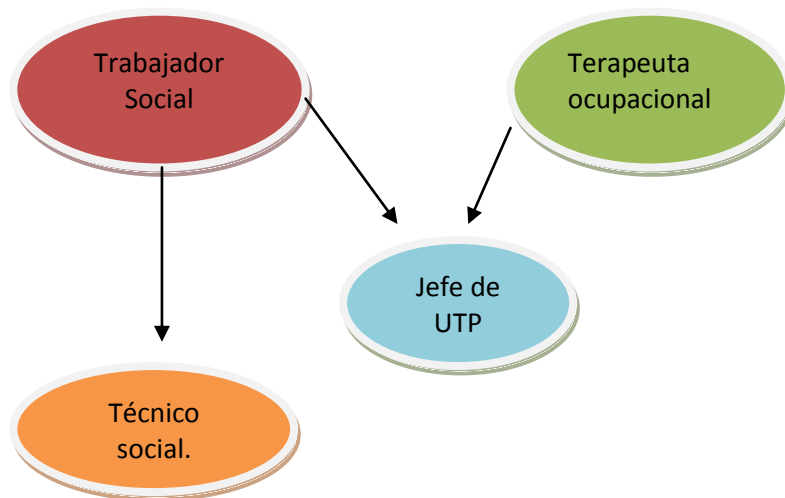 Trabajador
Social
Terapeuta
ocupacional
Jefe de
UTP
Técnico
social.